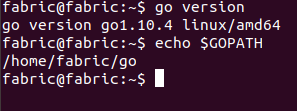 fabric@fabric:~$ go version
go version go1.10.4 linux/amd64
fabric@fabric:~$ echo $GOPATH
/home/fabric/go
fabric@fabric:~$